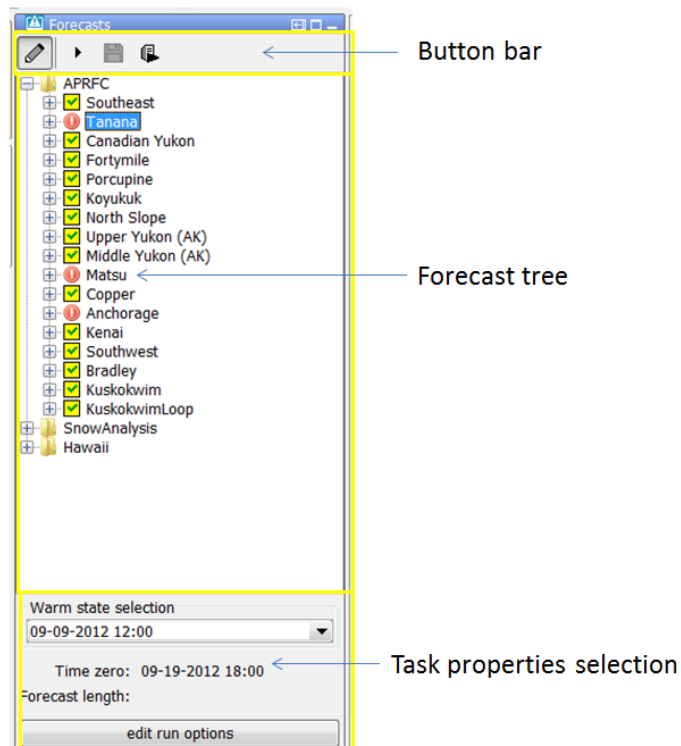 Forecasts
Button bar
APRFC
Southeast
Tanana
Canadian Yukon
Fortymile
Porcupine
Koyukuk
North Slope
Upper Yukon (AK)
Middle Yukon (AK)
Matsu
Forecast tree
Copper
Anchorage
Kenai
Southwest
Bradley
Kuskokwim
KuskokwimLoop
SnowAnalysis
Hawaii
Warm state selection
09-09-2012 12:00
Time zero: 09-19-2012 18:00
Task properties selection
Forecast length:
edit run options